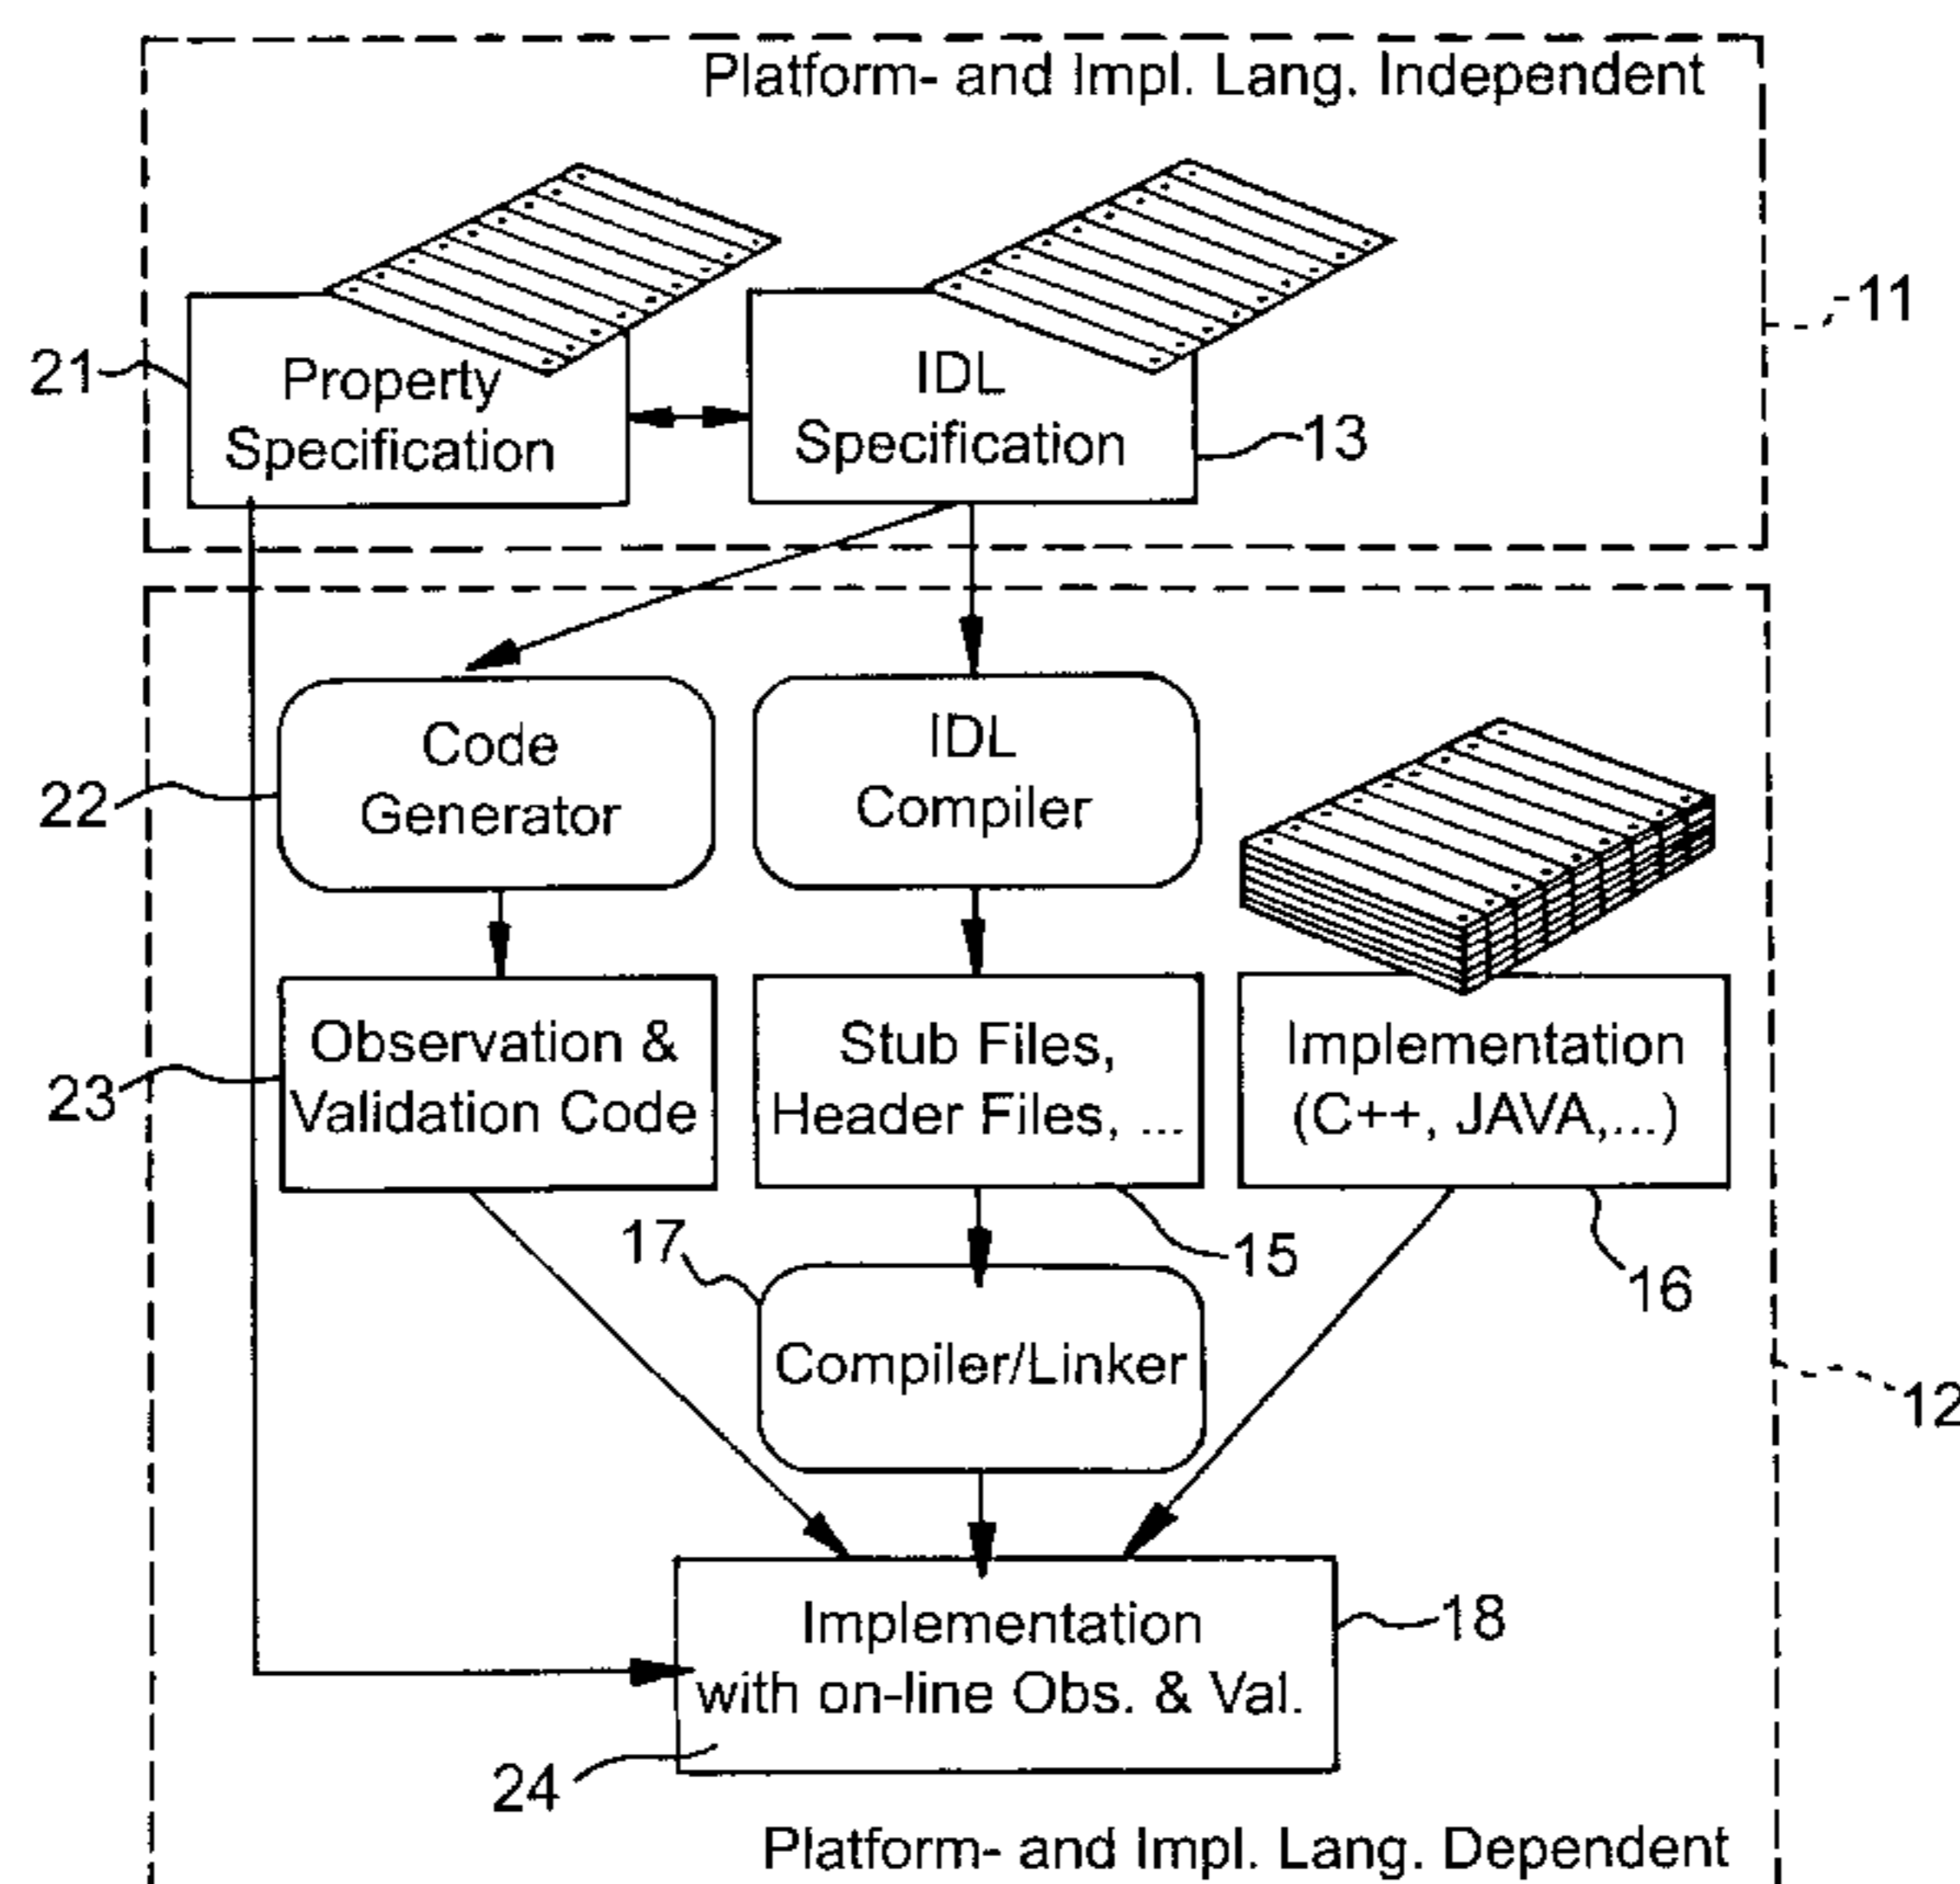 Platform- and Impl. Lang. Independent
11
21
Property
Specification
IDL
Specification
13
22
Code
Generator
IDL
Compiler
23
Observation &
Validation Code
Stub Files,
Header Files, ...
Implementation
(C++, JAVA,...)
17
15
16
Compiler/Linker
12
Implementation
with on-line Obs. & Val.
18
24
Platform- and Impl. Lang. Dependent